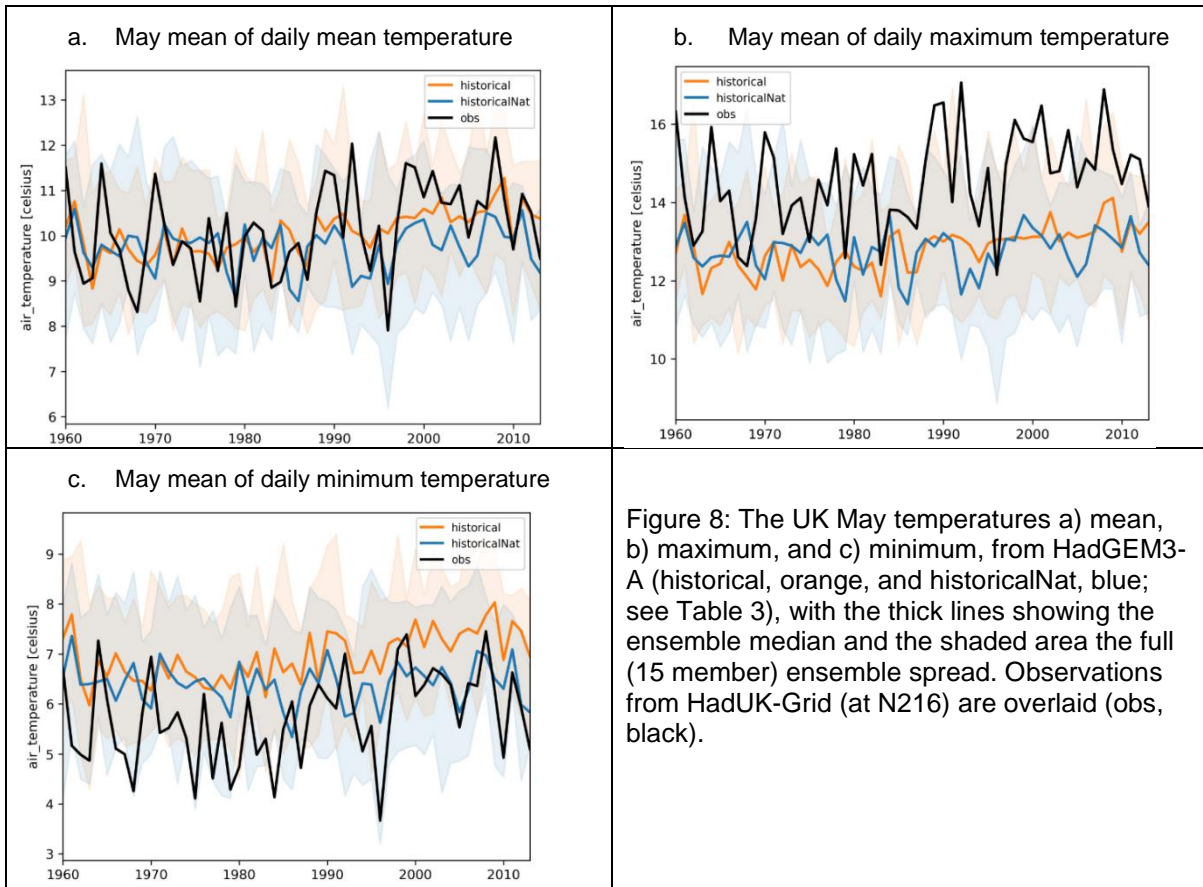 a. May mean of daily mean temperature
historical
historicalNat
obs
air_temperature [celsius]
13
12
11
10
9
8
7
6
1960 1970 1980 1990 2000 2010
b. May mean of daily maximum temperature
historical
historicalNat
obs
air_temperature [celsius]
16
14
12
10
1960 1970 1980 1990 2000 2010
c. May mean of daily minimum temperature
historical
historicalNat
obs
air_temperature [celsius]
9
8
7
6
5
4
3
1960 1970 1980 1990 2000 2010
Figure 8: The UK May temperatures a) mean,
b) maximum, and c) minimum, from HadGEM3-
A (historical, orange, and historicalNat, blue;
see Table 3), with the thick lines showing the
ensemble median and the shaded area the full
(15 member) ensemble spread. Observations
from HadUK-Grid (at N216) are overlaid (obs,
black).